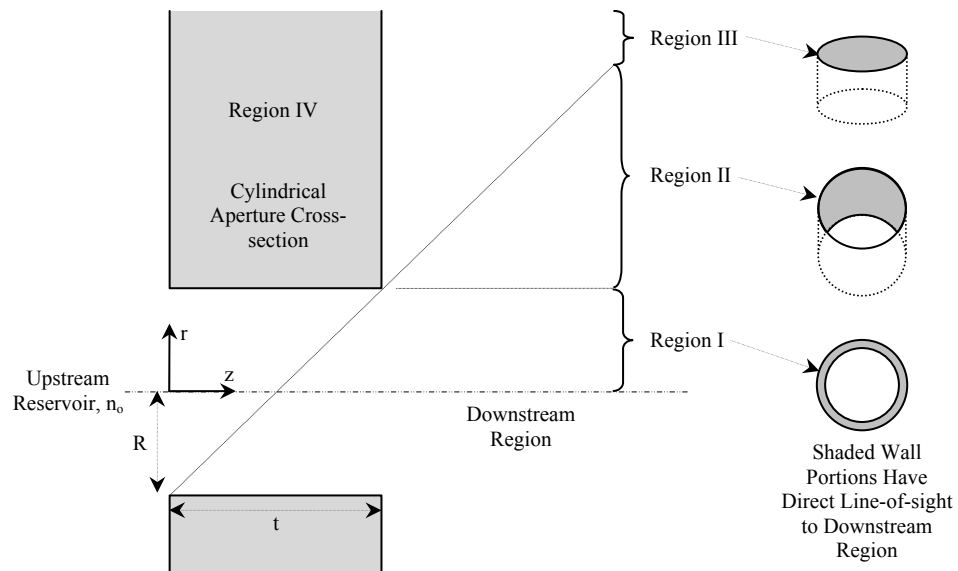 Region III
Region IV
Cylindrical
Aperture Cross-
section
Region II
r
z
Region I
Upstream
Reservoir, nₒ
R
Downstream
Region
t
Shaded Wall
Portions Have
Direct Line-of-sight
to Downstream
Region